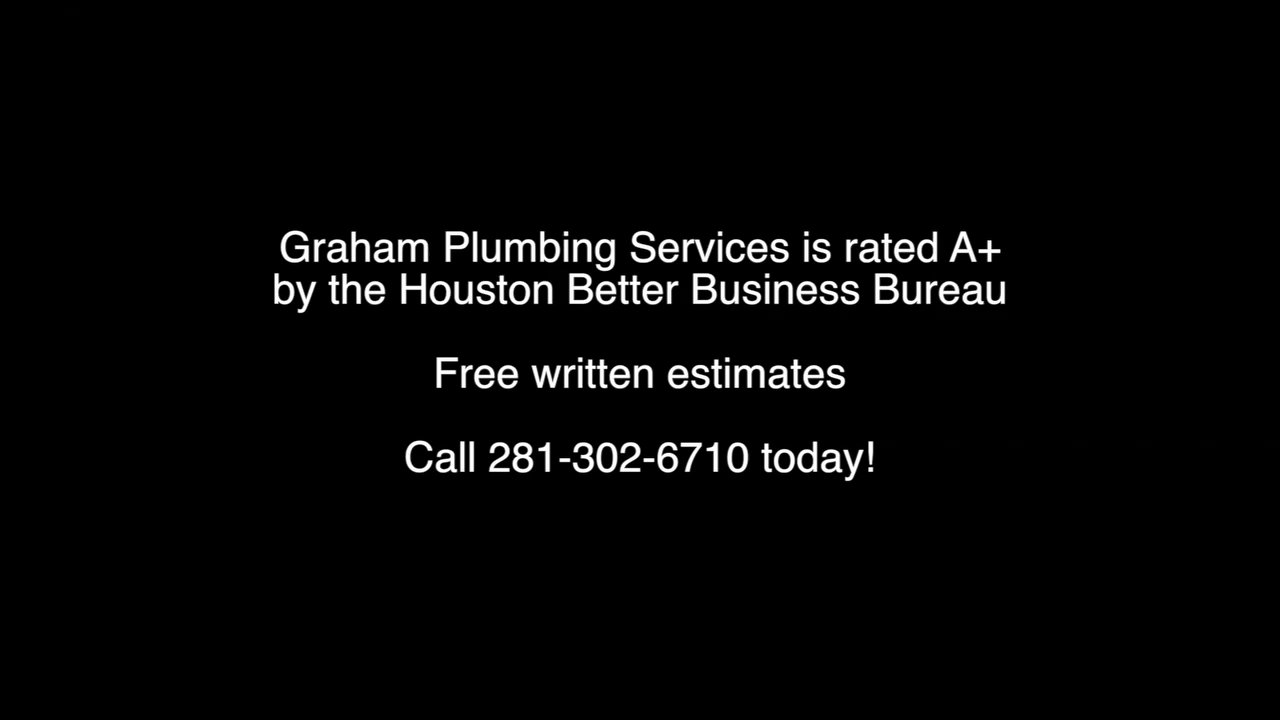 Graham Plumbing Services is rated A+
by the Houston Better Business Bureau
Free written estimates
Call 281-302-6710 today!